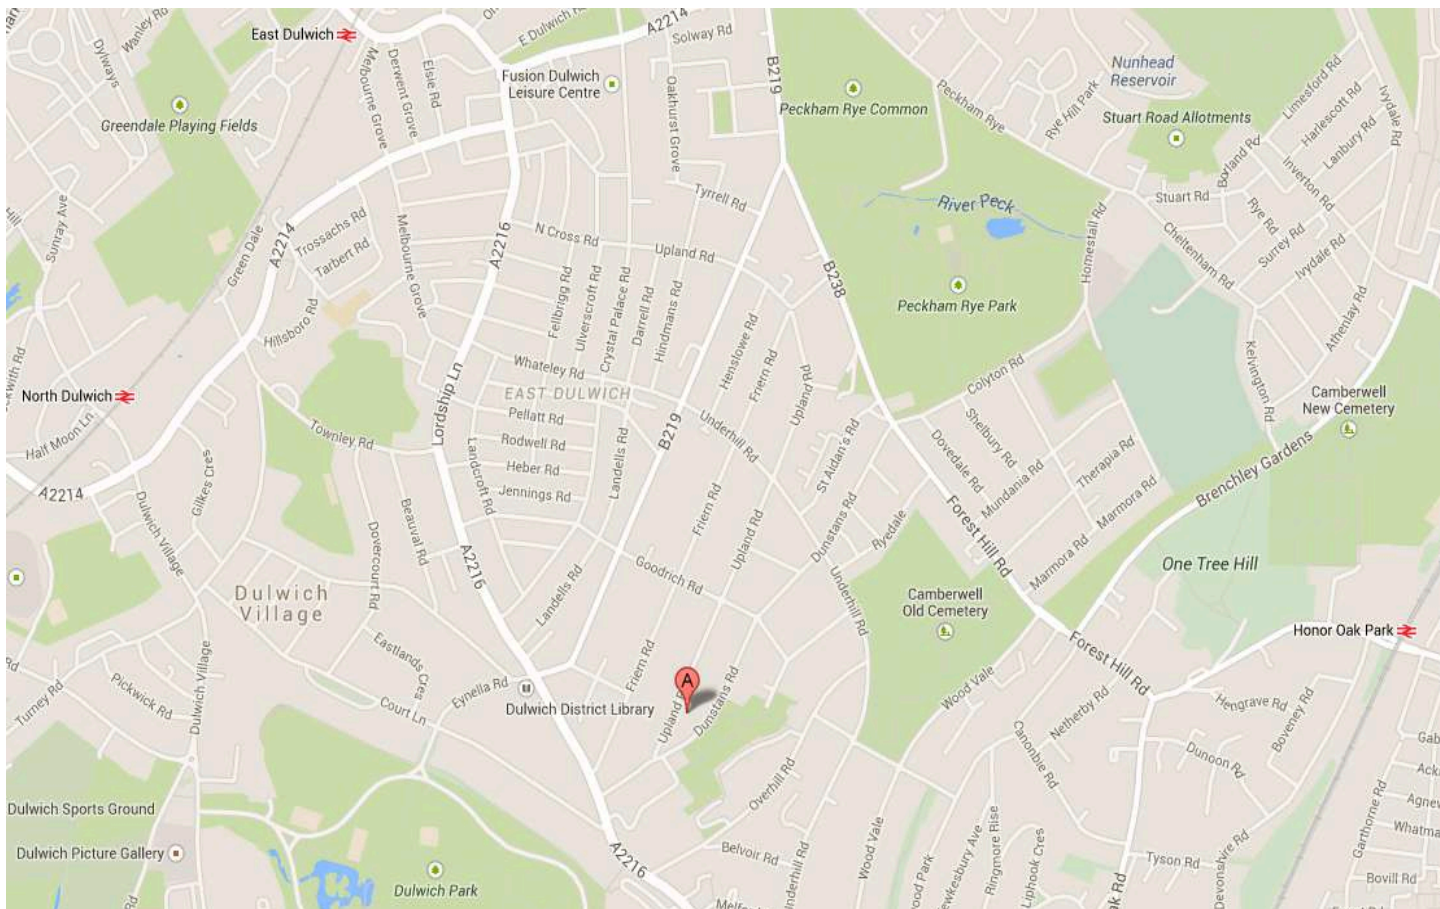 East Dulwich
Wanley Rd
Dylways
Melbourne Grove
Derwent Grove
Elsie Rd
E Dulwich Rd
A2214
Solway Rd
B219
Fusion Dulwich
Leisure Centre
Oakhurst Grove
Peckham Rye Common
Peckham Rye
Rye Hill Park
Nunhead
Reservoir
Stuart Road Allotments
Limesford Rd
Harlescott Rd
Lanbury Rd
Ivydale Rd
Greendale Playing Fields
Borland Rd
Inverton Rd
Stuart Rd
Rye Rd
Surrey Rd
Ivydale Rd
Cheltenham Rd
Homestall Rd
River Peck
Tyrrell Rd
Hill
Sunray Ave
Green Dale
A2214
Trossachs Rd
Tarbert Rd
Melbourne Grove
A2216
N Cross Rd
Upland Rd
B238
Peckham Rye Park
Hillsboro Rd
Fellbrigg Rd
Ulverscroft Rd
Crystal Palace Rd
Darrell Rd
Hindmans Rd
Henslowe Rd
Friern Rd
Upland Rd
Athenlay Rd
Kelvington Rd
Whateley Rd
EAST DULWICH
Colyton Rd
Camberwell
New Cemetery
North Dulwich
Half Moon Ln
Lordship Ln
Townley Rd
Pellatt Rd
Rodwell Rd
Heber Rd
Jennings Rd
Landcroft Rd
Landells Rd
B219
Underhill Rd
St Aidan's Rd
Dovedale Rd
Shelbury Rd
Mundania Rd
Therapia Rd
Marmora Rd
Brenchley Gardens
A2214
Gilkes Cres
Dulwich Village
Beauval Rd
Dovercourt Rd
Friern Rd
Upland Rd
Dunstans Rd
Ryedale
Forest Hill Rd
Marmora Rd
One Tree Hill
A2216
Goodrich Rd
Landells Rd
Underhill Rd
Camberwell
Old Cemetery
Dulwich
Village
Honor Oak Park
Eastlands Cres
Forest Hill Rd
Turney Rd
Pickwick Rd
Dulwich Village
Court Ln
Eynella Rd
Dulwich District Library
Friern Rd
A
Dunstans Rd
Wood Vale
Netherby Rd
Hengrave Rd
Boveney Rd
Canonbie Rd
Dunoon Rd
Overhill Rd
Dulwich Sports Ground
Dulwich Picture Gallery
Dulwich Park
A2216
Belvoir Rd
Underhill Rd
Wood Vale
Ringmore Rise
Liphook Cres
Tyson Rd
Devonshire Rd
Garthorne Rd
Bovill Rd